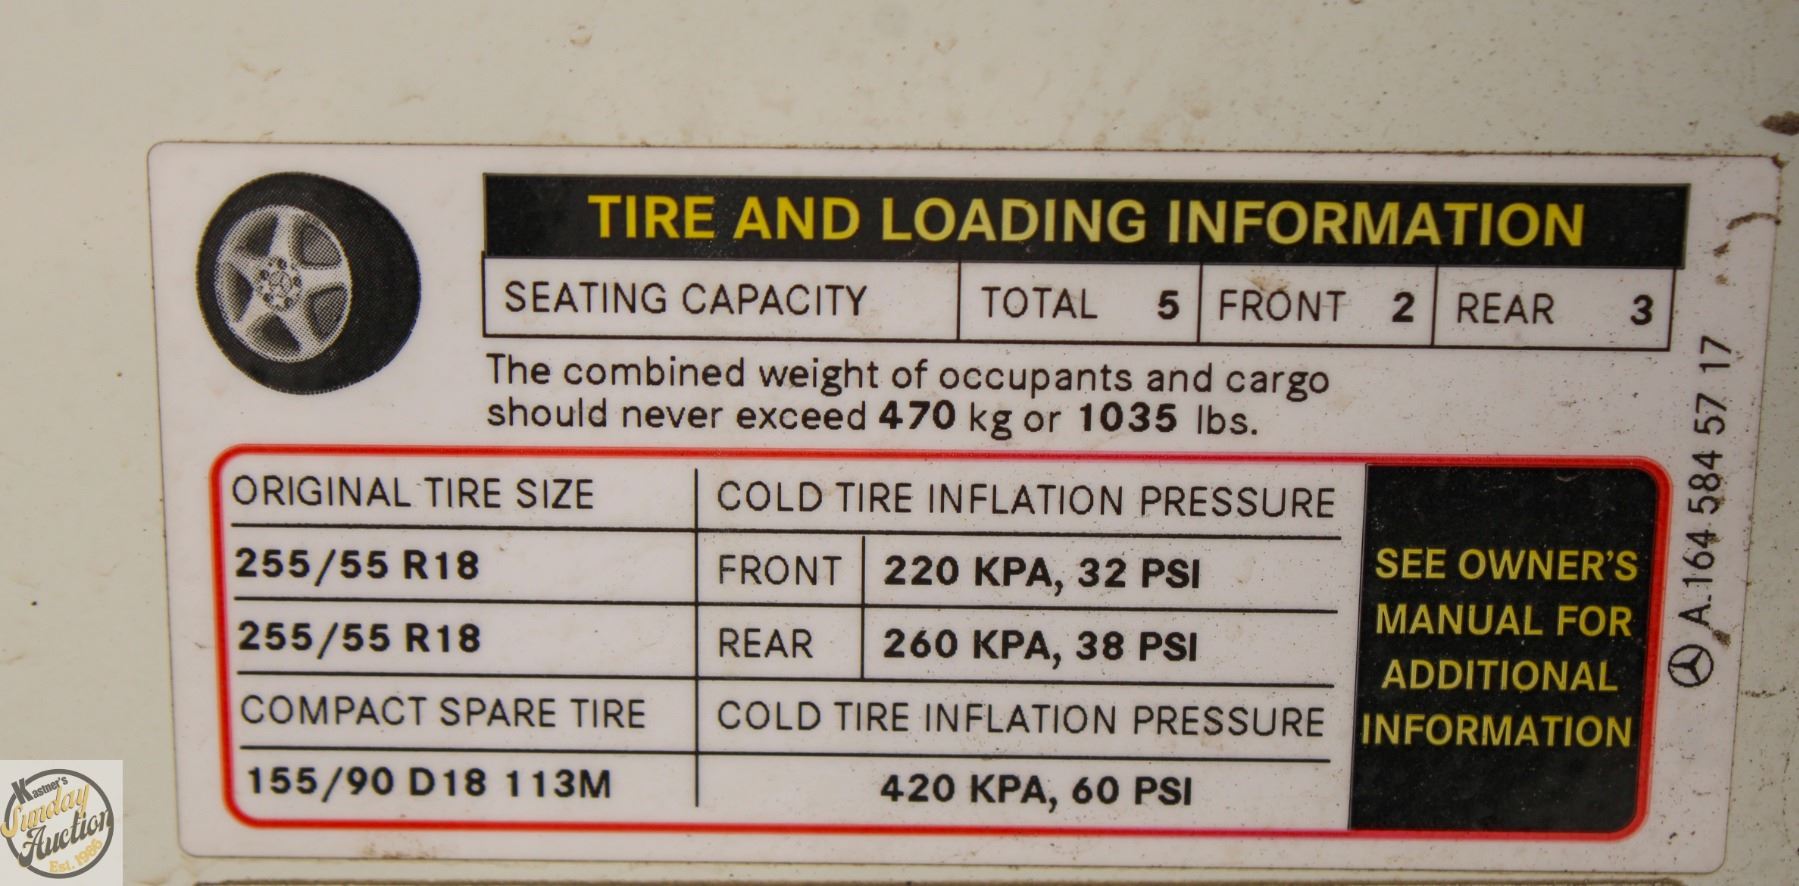 TIRE AND LOADING INFORMATION
SEATING CAPACITY TOTAL 5 FRONT 2 REAR 3
The combined weight of occupants and cargo
should never exceed 470 kg or 1035 lbs.
ORIGINAL TIRE SIZE COLD TIRE INFLATION PRESSURE
255/55 R18 FRONT 220 KPA, 32 PSI
255/55 R18 REAR 260 KPA, 38 PSI
COMPACT SPARE TIRE COLD TIRE INFLATION PRESSURE
155/90 D18 113M 420 KPA, 60 PSI
SEE OWNER'S
MANUAL FOR
ADDITIONAL
INFORMATION
A 164 584 57 17
Kastner's
Sunday
Auction
Est. 1986